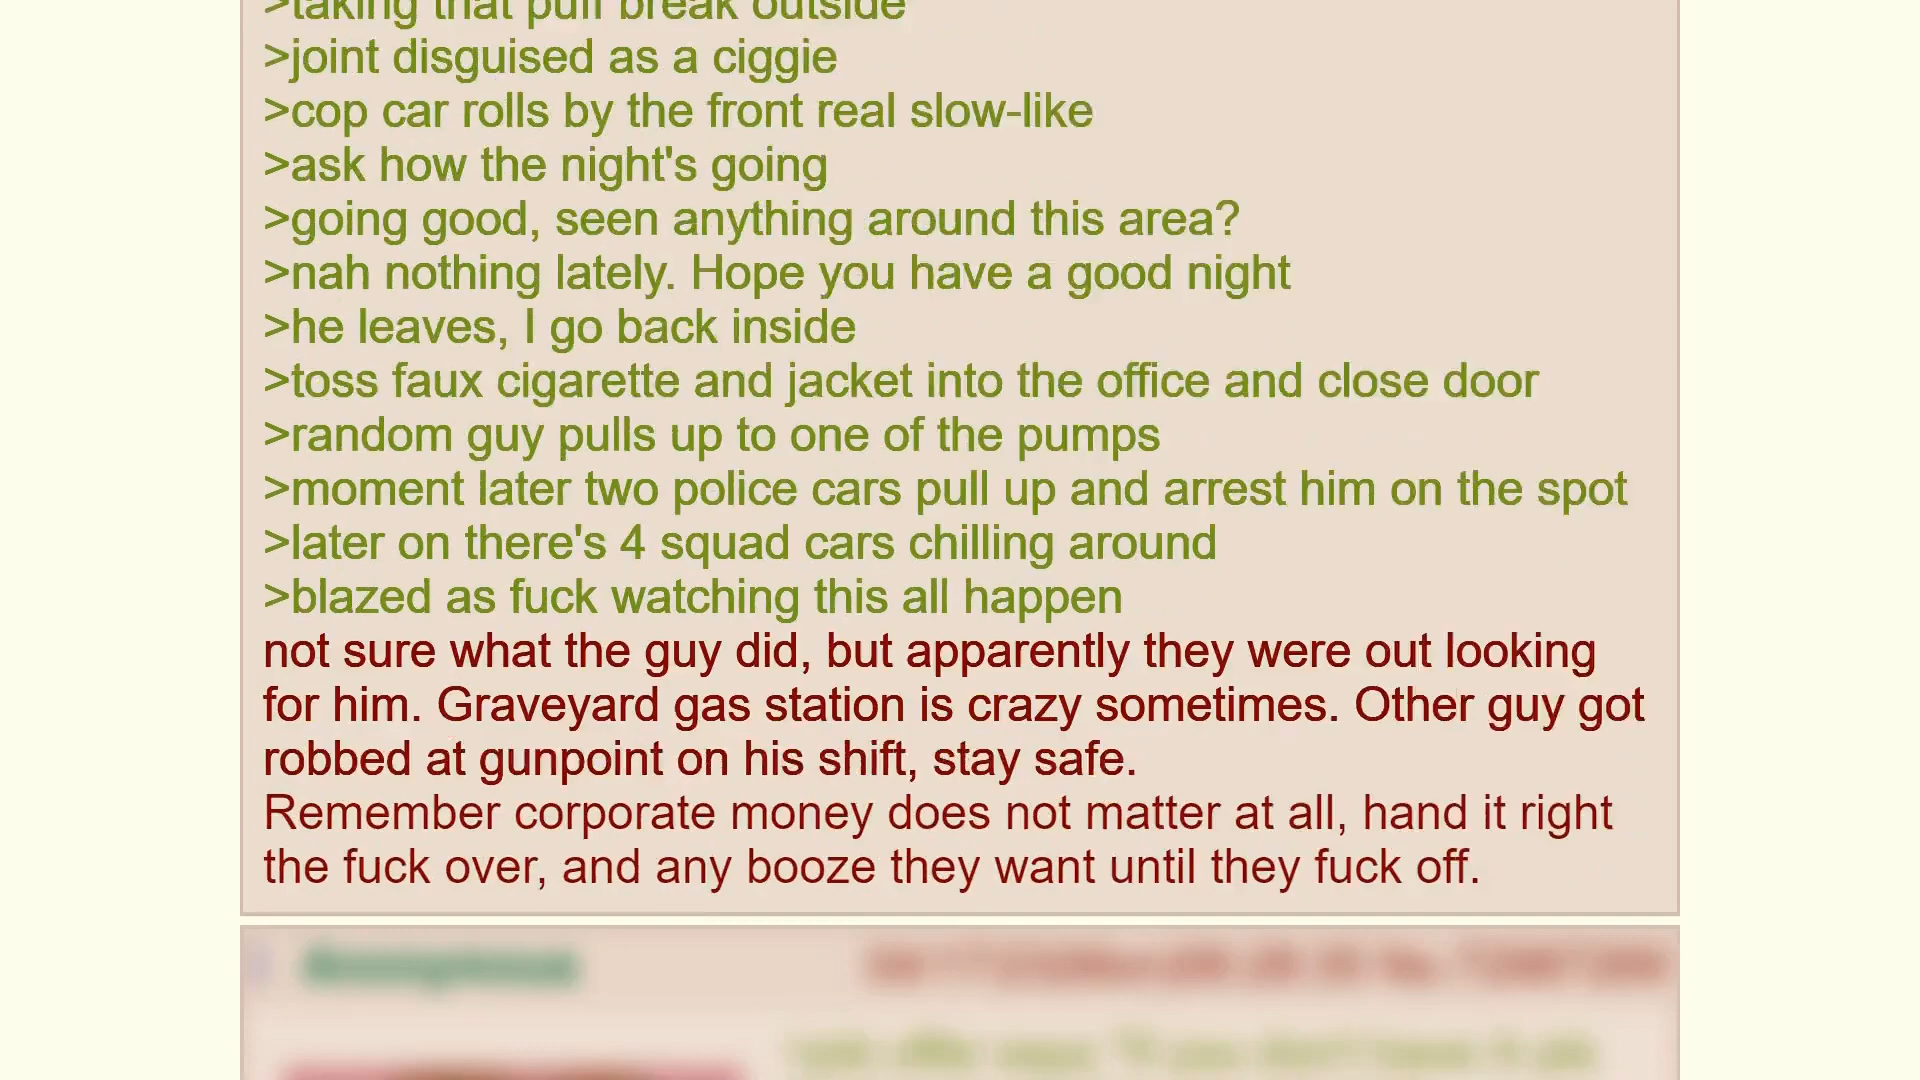 >taking that puff break outside
>joint disguised as a ciggie
>cop car rolls by the front real slow-like
>ask how the night's going
>going good, seen anything around this area?
>nah nothing lately. Hope you have a good night
>he leaves, I go back inside
>toss faux cigarette and jacket into the office and close door
>random guy pulls up to one of the pumps
>moment later two police cars pull up and arrest him on the spot
>later on there's 4 squad cars chilling around
>blazed as fuck watching this all happen
not sure what the guy did, but apparently they were out looking
for him. Graveyard gas station is crazy sometimes. Other guy got
robbed at gunpoint on his shift, stay safe.
Remember corporate money does not matter at all, hand it right
the fuck over, and any booze they want until they fuck off.
Anonymous